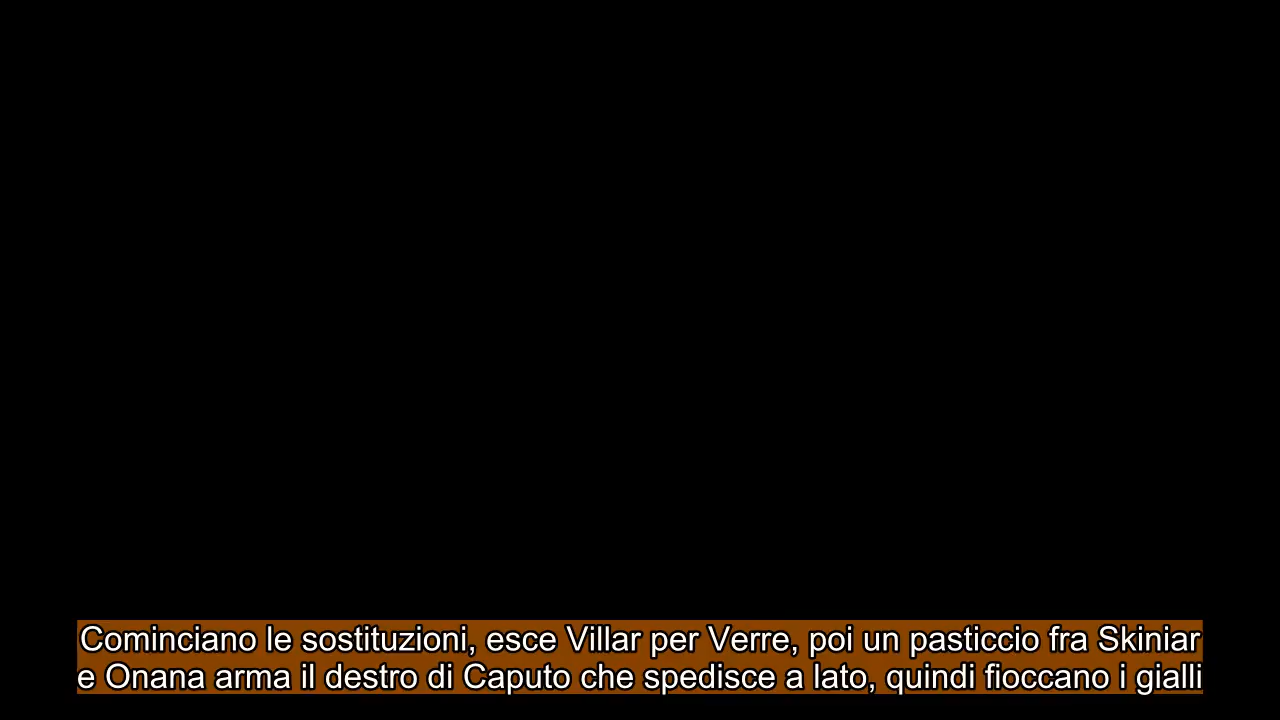 Cominciano le sostituzioni, esce Villar per Verre, poi un pasticcio fra Skiniar
e Onana arma il destro di Caputo che spedisce a lato, quindi fioccano i gialli